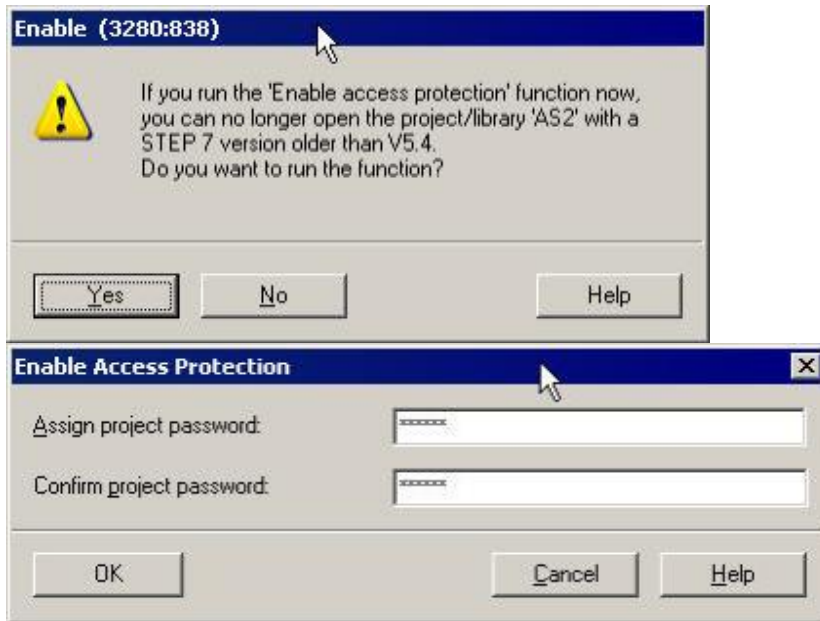 Enable (3280:838)
If you run the 'Enable access protection' function now,
you can no longer open the project/library 'AS2' with a
STEP 7 version older than V5.4.
Do you want to run the function?
Yes No Help
Enable Access Protection
Assign project password: ******
Confirm project password: ******
OK Cancel Help